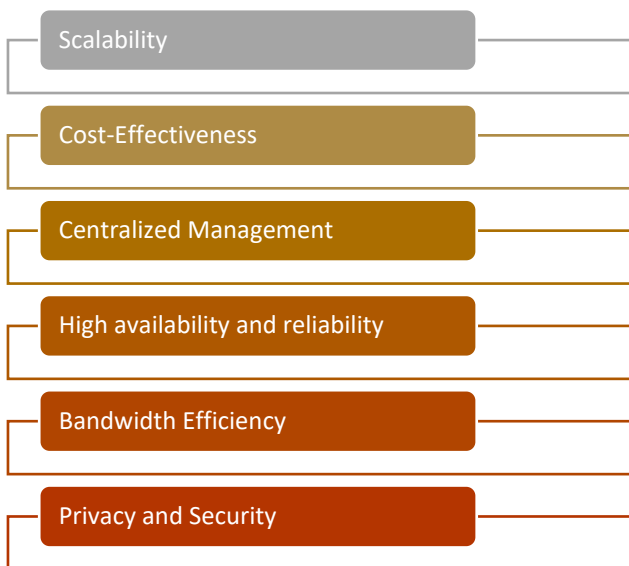 Scalability
Cost-Effectiveness
Centralized Management
High availability and reliability
Bandwidth Efficiency
Privacy and Security